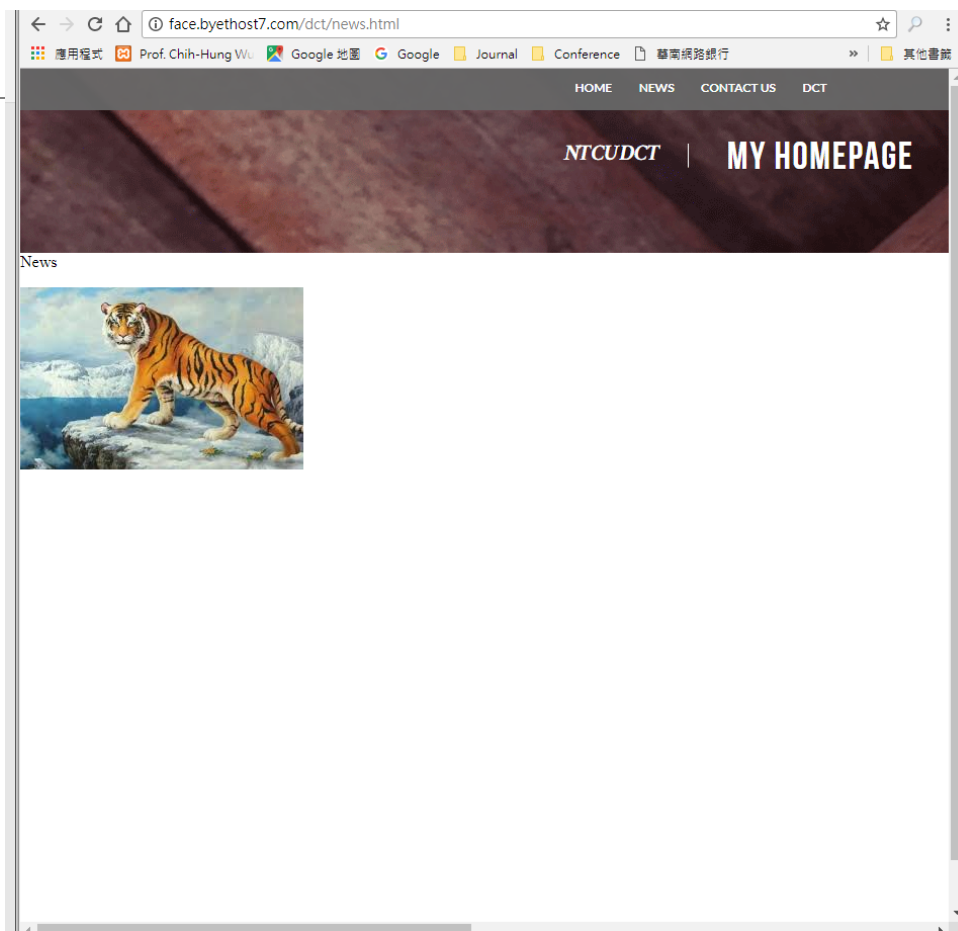 face.byethost7.com/dct/news.html
應用程式 Prof. Chih-Hung Wu Google 地圖 G Google Journal Conference 華南網路銀行 » 其他書籤
HOME NEWS CONTACT US DCT
NTCUDCT | MY HOMEPAGE
News